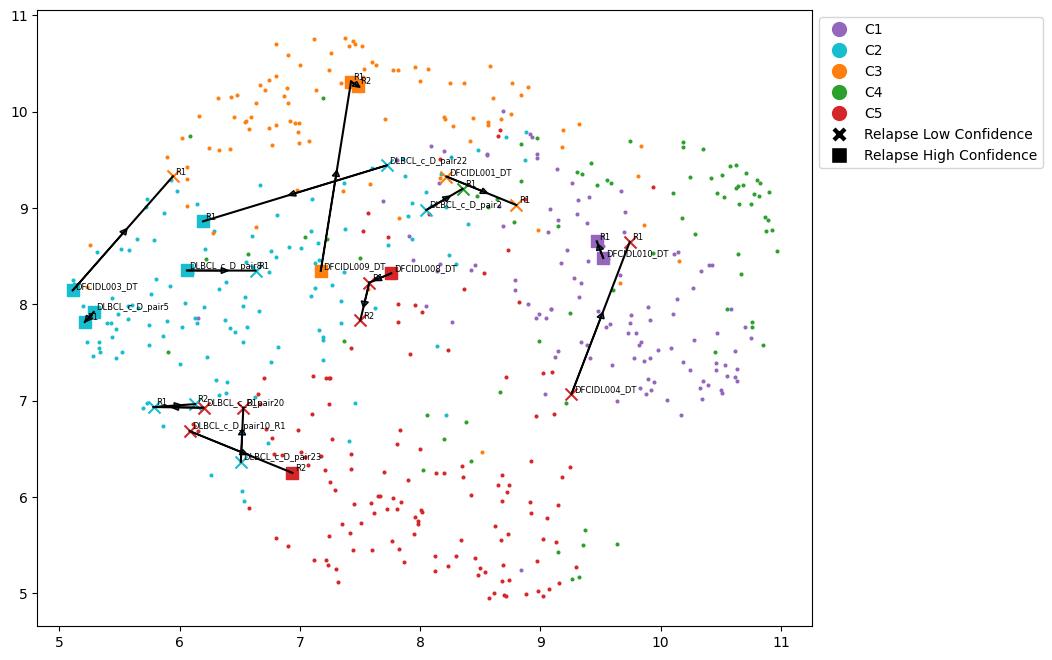 11
10
9
8
7
6
5
5
6
7
8
9
10
11
C1
C2
C3
C4
C5
Relapse Low Confidence
Relapse High Confidence
R1
R2
DLBCL_c_D_pair22
R1
DFCIDL001_DT
R1
DLBCL_c_D_pair2
R1
R1
R1
R1
DFCIDL010_DT
DLBCL_c_D_pair8
R1
DFCIDL009_DT
DFCIDL008_DT
R1
R2
DFCIDL003_DT
DLBCL_c_D_pair5
R1
DFCIDL004_DT
R1
R2
R1
DLBCL_c_D_pair10_R1
DLBCL_c_D_pair23
R2